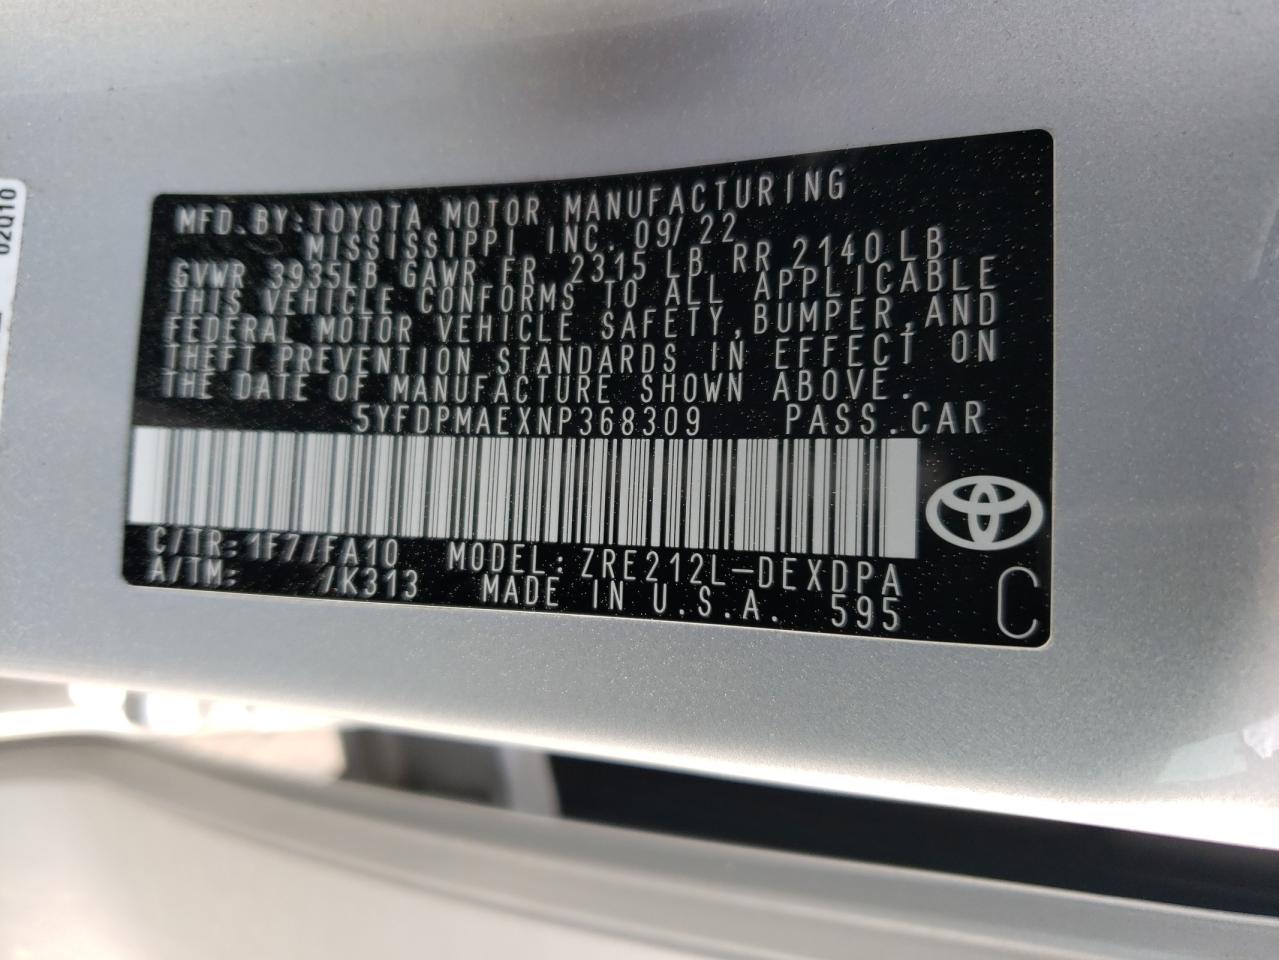 02Q10
MFD.BY:TOYOTA MOTOR MANUFACTURING
MISSISSIPPI INC. 09/22
GVWR 3935LB GAWR FR 2315 LB RR 2140LB
THIS VEHICLE CONFORMS TO ALL APPLICABLE
FEDERAL MOTOR VEHICLE SAFETY,BUMPER,AND
THEFT PREVENTION STANDARDS IN EFFECT ON
THE DATE OF MANUFACTURE SHOWN ABOVE.
5YFDPMAEXNP368309 PASS.CAR
C/TR:1F7/FA10 MODEL:ZRE212L-DEXDPA
A/TM: /K313 MADE IN U.S.A. 595 C